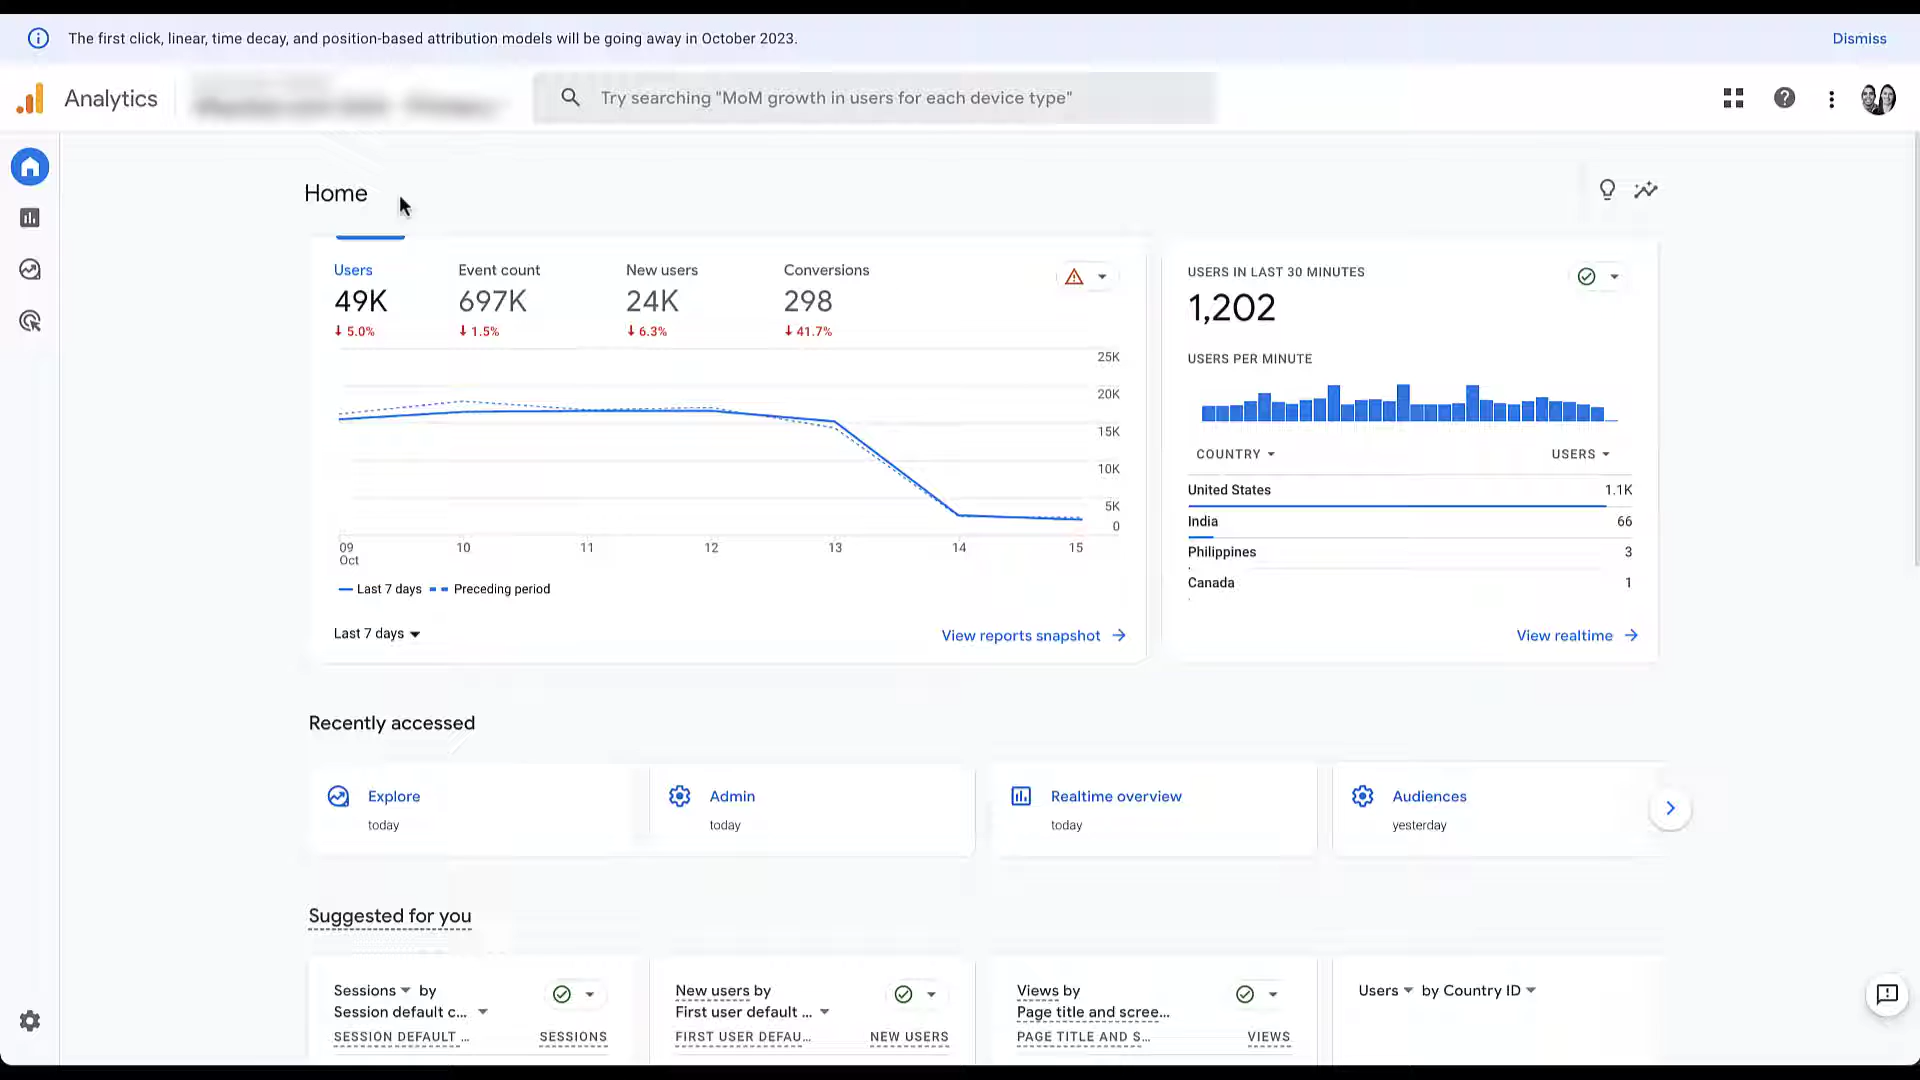 The first click, linear, time decay, and position-based attribution models will be going away in October 2023.
Dismiss
Analytics
Try searching "MoM growth in users for each device type"
Home
Users
49K
5.0%
Event count
697K
1.5%
New users
24K
6.3%
Conversions
298
41.7%
25K
20K
15K
10K
5K
0
09 10 11 12 13 14 15
Oct
Last 7 days Preceding period
Last 7 days
View reports snapshot
USERS IN LAST 30 MINUTES
1,202
USERS PER MINUTE
COUNTRY USERS
United States 1.1K
India 66
Philippines 3
Canada 1
View realtime
Recently accessed
Explore
today
Admin
today
Realtime overview
today
Audiences
yesterday
Suggested for you
Sessions by
Session default c...
SESSION DEFAULT ... SESSIONS
New users by
First user default ...
FIRST USER DEFAU... NEW USERS
Views by
Page title and scree...
PAGE TITLE AND S... VIEWS
Users by Country ID